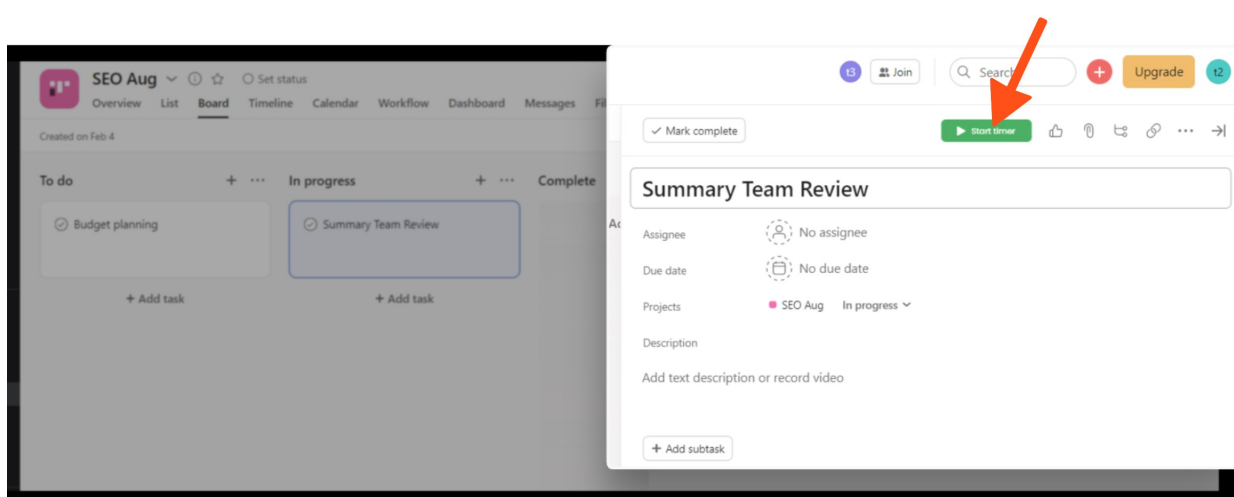 SEO Aug
Set status
Overview List Board Timeline Calendar Workflow Dashboard Messages
Created on Feb 4
To do
Budget planning
+ Add task
In progress
Summary Team Review
+ Add task
Complete
t3
Join
Search
Upgrade
t2
Mark complete
Start timer
Summary Team Review
Assignee
No assignee
Due date
No due date
Projects
SEO Aug
In progress
Description
Add text description or record video
+ Add subtask